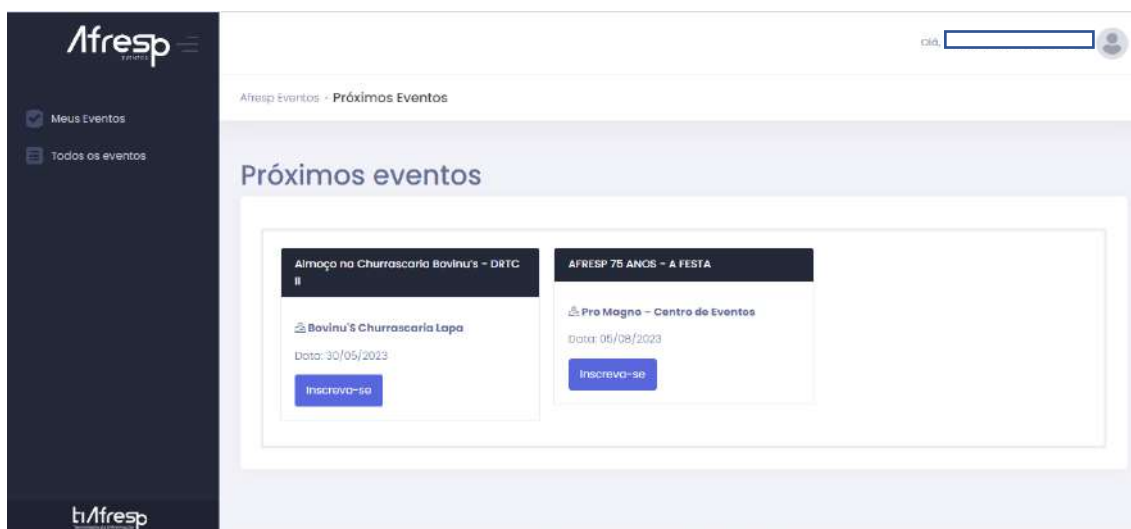 Afresp
Olá,
Afresp Eventos - Próximos Eventos
Meus Eventos
Todos os eventos
Próximos eventos
Almoço na Churrascaria Bovinu's - DRTC
II
Bovinu'S Churrascaria Lapa
Data: 30/05/2023
Inscreva-se
AFRESP 75 ANOS - A FESTA
Pro Magno - Centro de Eventos
Data: 05/08/2023
Inscreva-se
tiAfresp